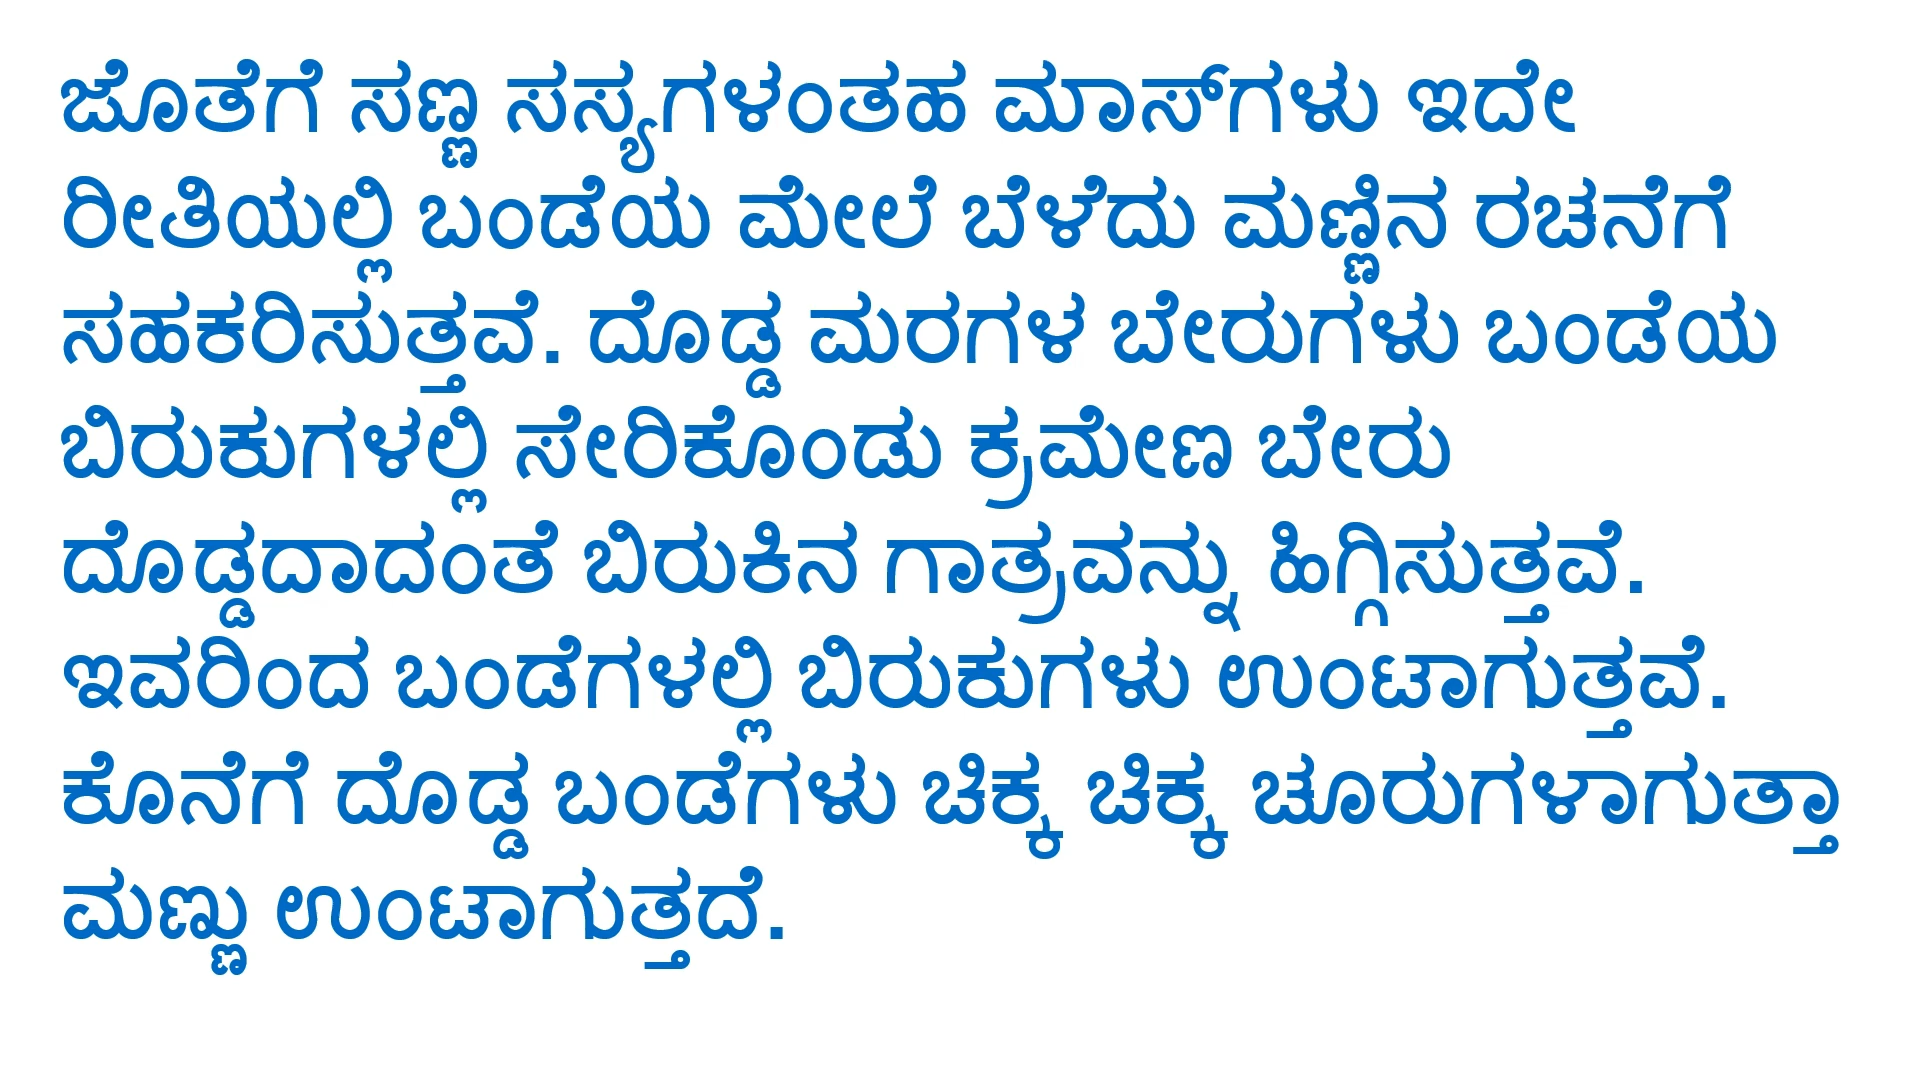 ಜೊತೆಗೆ ಸಣ್ಣ ಸಸ್ಯಗಳಂತಹ ಮಾಸ್‌ಗಳು ಇದೇ
ರೀತಿಯಲ್ಲಿ ಬಂಡೆಯ ಮೇಲೆ ಬೆಳೆದು ಮಣ್ಣಿನ ರಚನೆಗೆ
ಸಹಕರಿಸುತ್ತವೆ. ದೊಡ್ಡ ಮರಗಳ ಬೇರುಗಳು ಬಂಡೆಯ
ಬಿರುಕುಗಳಲ್ಲಿ ಸೇರಿಕೊಂಡು ಕ್ರಮೇಣ ಬೇರು
ದೊಡ್ಡದಾದಂತೆ ಬಿರುಕಿನ ಗಾತ್ರವನ್ನು ಹಿಗ್ಗಿಸುತ್ತವೆ.
ಇವರಿಂದ ಬಂಡೆಗಳಲ್ಲಿ ಬಿರುಕುಗಳು ಉಂಟಾಗುತ್ತವೆ.
ಕೊನೆಗೆ ದೊಡ್ಡ ಬಂಡೆಗಳು ಚಿಕ್ಕ ಚಿಕ್ಕ ಚೂರುಗಳಾಗುತ್ತಾ
ಮಣ್ಣು ಉಂಟಾಗುತ್ತದೆ.